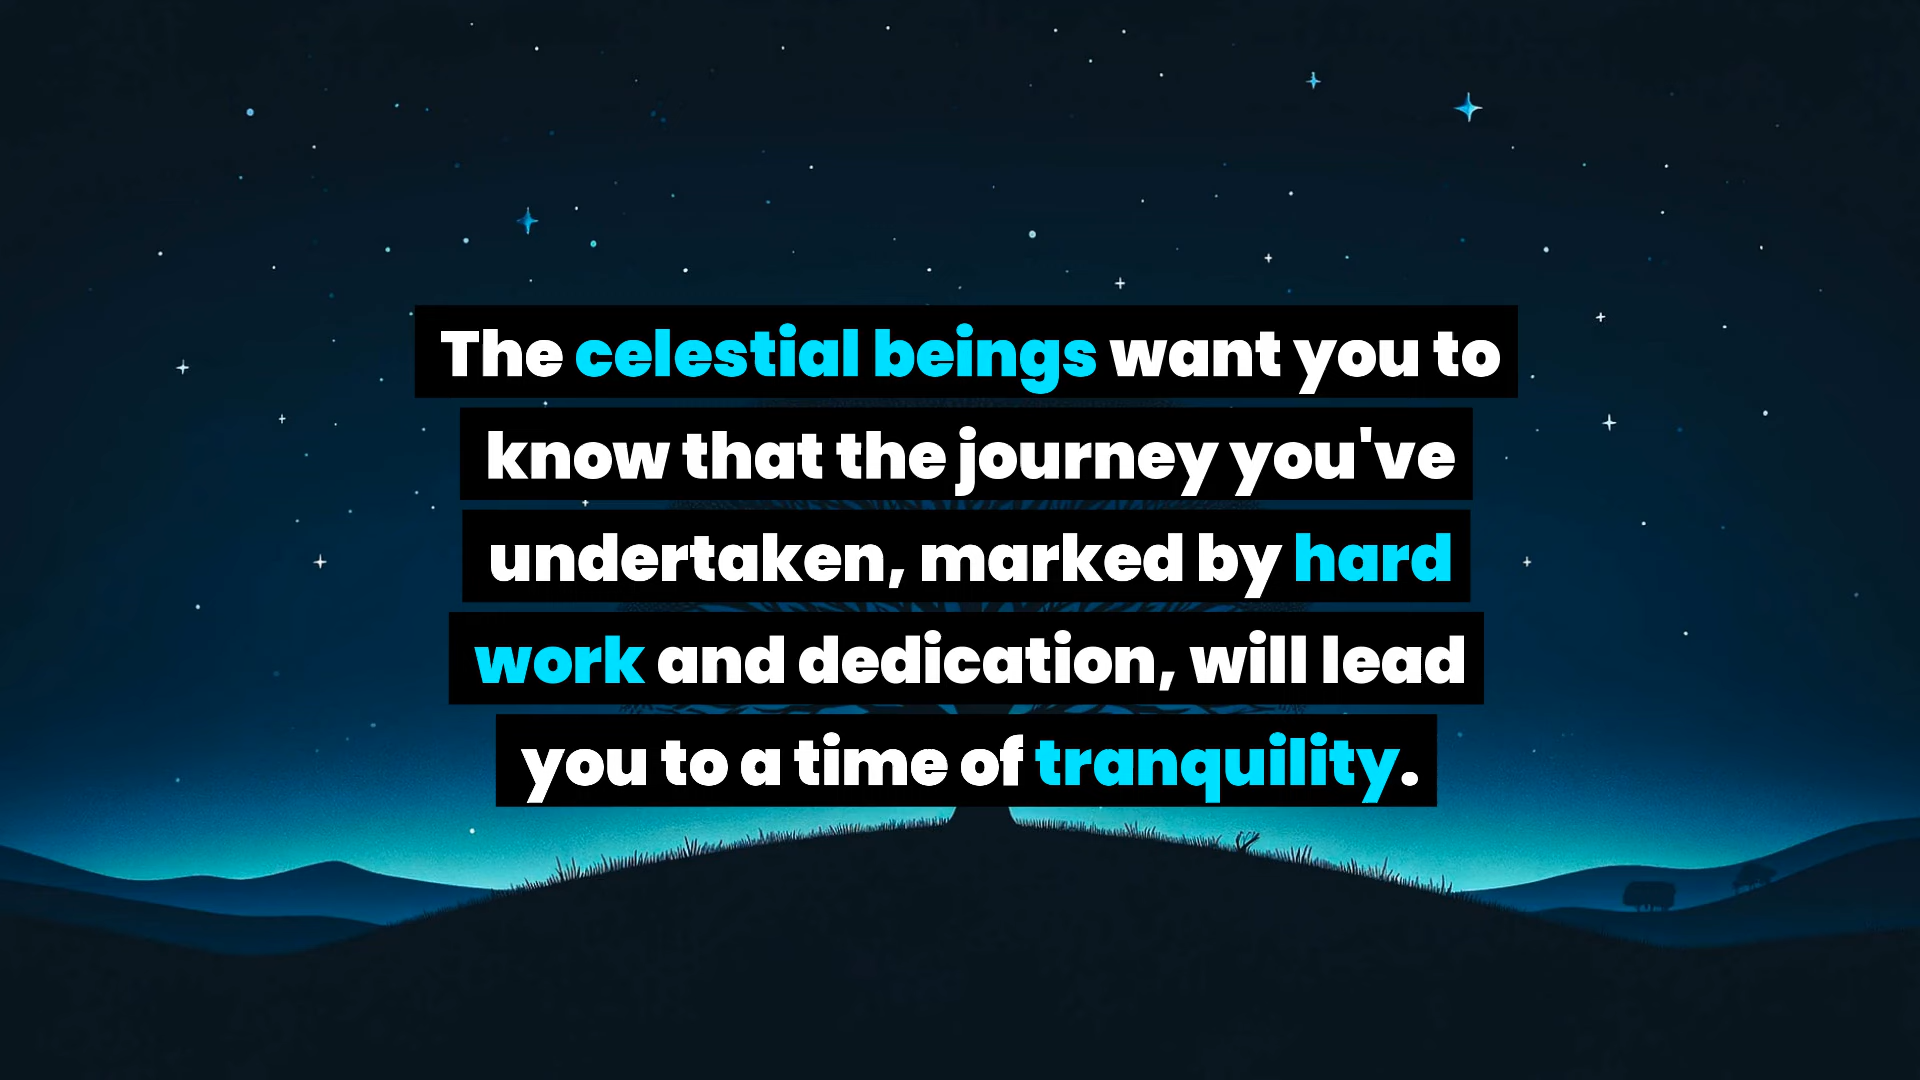 The celestial beings want you to
know that the journey you've
undertaken, marked by hard
work and dedication, will lead
you to a time of tranquility.